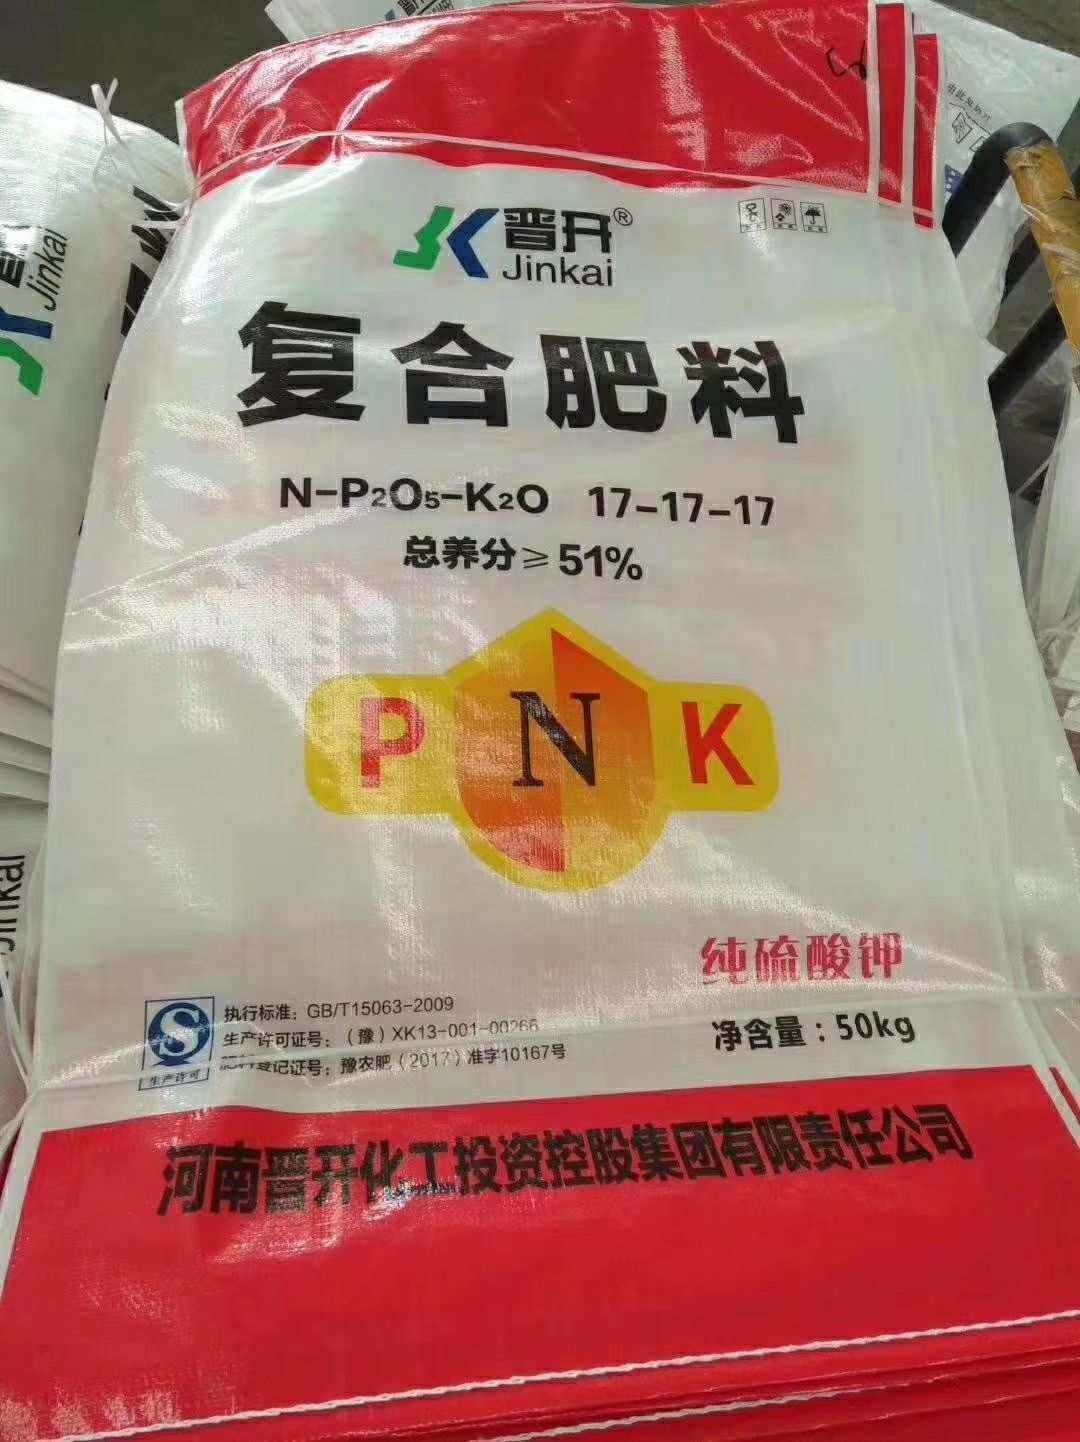 晋开®
Jinkai
复合肥料
N-P₂O₅-K₂O 17-17-17
总养分≥51%
P N K
纯硫酸钾
净含量：50kg
执行标准：GB/T15063-2009
生产许可证号：（豫）XK13-001-00266
肥料登记证号：豫农肥（2017）准字10167号
生产许可
河南晋开化工投资控股集团有限责任公司
Jinkai
Jinkai